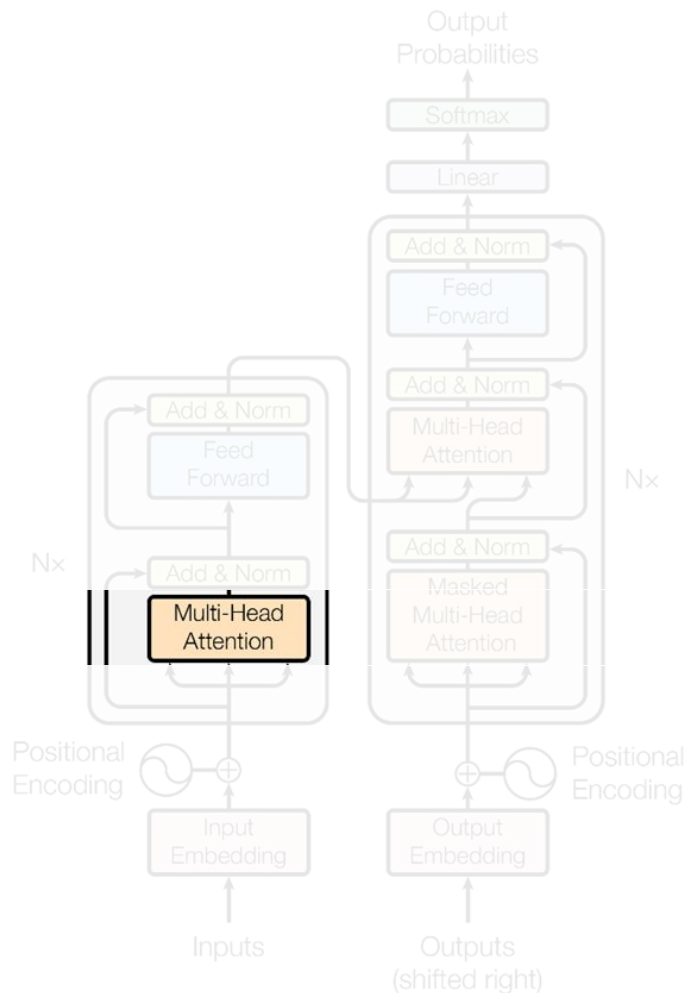 Output
Probabilities
Softmax
Linear
Add & Norm
Feed
Forward
Add & Norm
Multi-Head
Attention
Add & Norm
Masked
Multi-Head
Attention
N×
Add & Norm
Feed
Forward
N×
Add & Norm
Multi-Head
Attention
Positional
Encoding
Positional
Encoding
Input
Embedding
Output
Embedding
Inputs
Outputs
(shifted right)